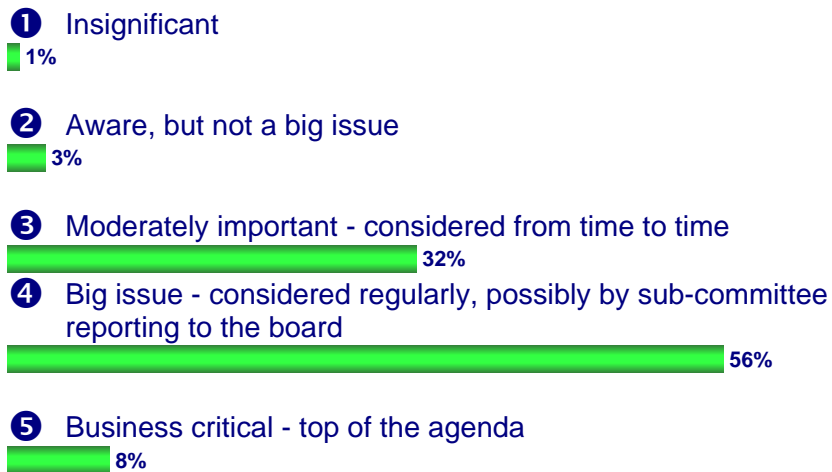 ❶ Insignificant
1%
❷ Aware, but not a big issue
3%
❸ Moderately important - considered from time to time
32%
❹ Big issue - considered regularly, possibly by sub-committee
reporting to the board
56%
❺ Business critical - top of the agenda
8%